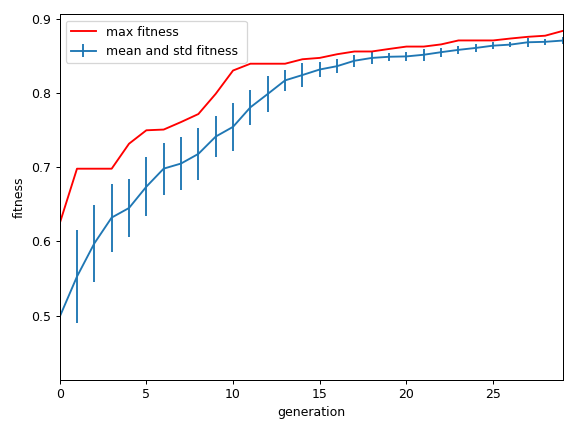 0.9
0.8
0.7
0.6
0.5
fitness
max fitness
mean and std fitness
0 5 10 15 20 25
generation